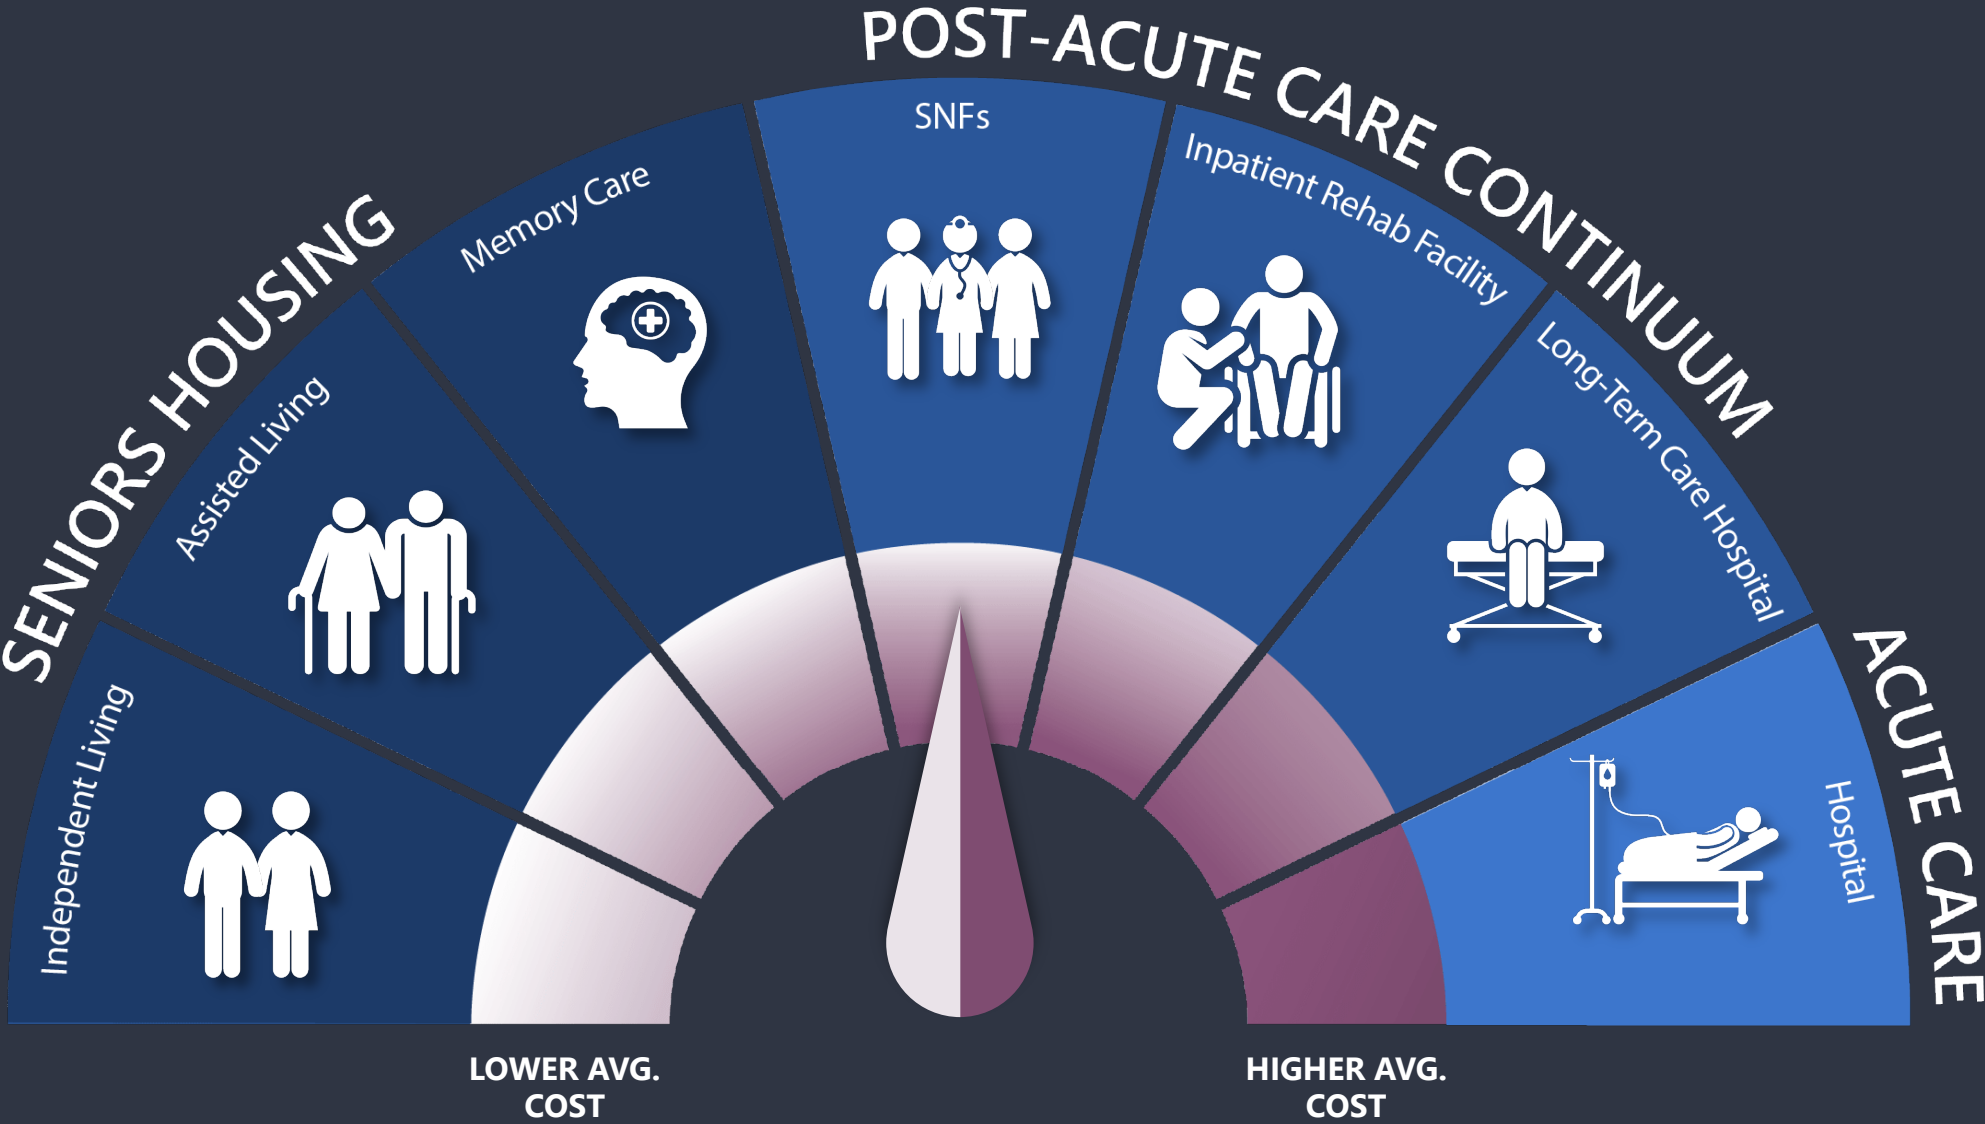 SENIORS HOUSING
POST-ACUTE CARE CONTINUUM
ACUTE CARE
Independent Living
Assisted Living
Memory Care
SNFs
Inpatient Rehab Facility
Long-Term Care Hospital
Hospital
LOWER AVG.
COST
HIGHER AVG.
COST